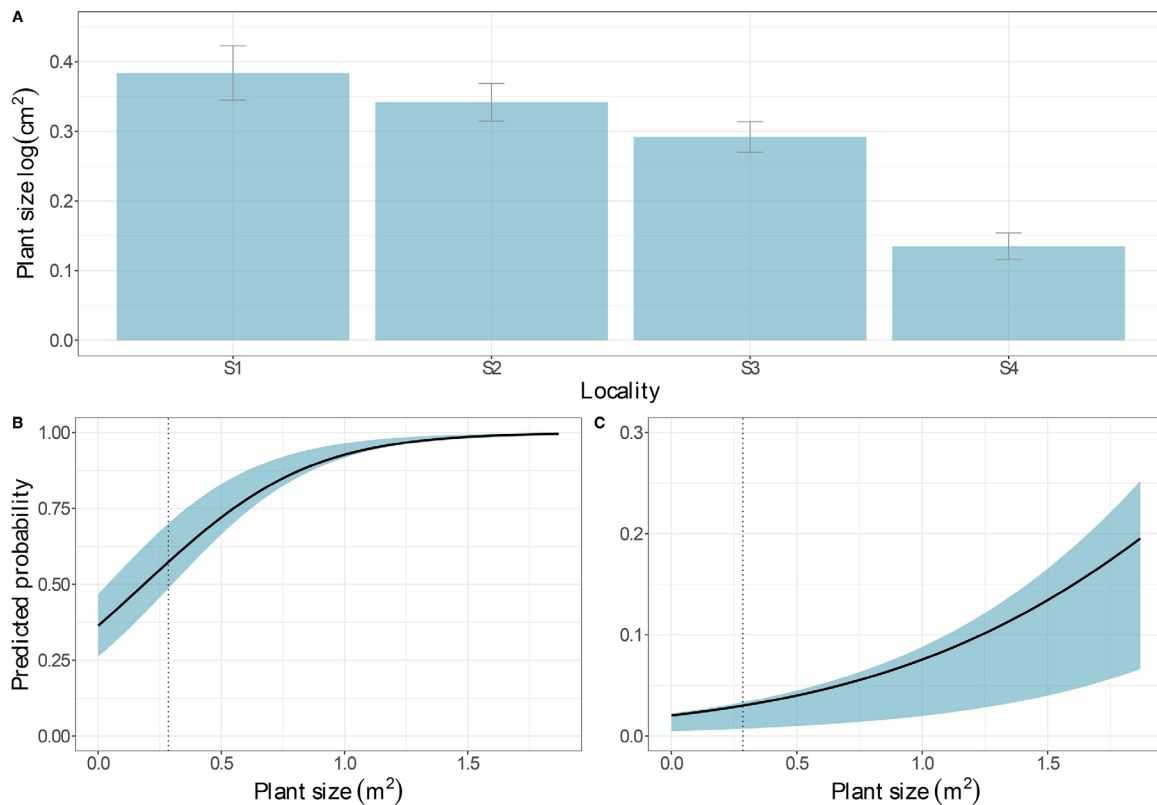 A
Plant size log(cm²)
0.4
0.3
0.2
0.1
0.0
S1 S2 S3 S4
Locality
B
Predicted probability
1.00
0.75
0.50
0.25
0.00
0.0 0.5 1.0 1.5
Plant size (m²)
C
0.3
0.2
0.1
0.0
0.0 0.5 1.0 1.5
Plant size (m²)